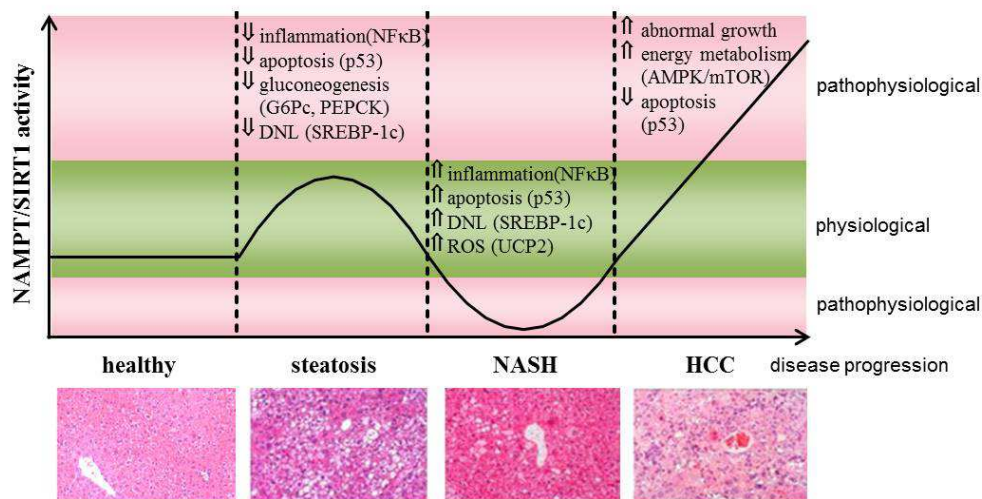 NAMPT/SIRT1 activity
⇓ inflammation(NFκB)
⇓ apoptosis (p53)
⇓ gluconeogenesis
(G6Pc, PEPCK)
⇓ DNL (SREBP-1c)
⇑ inflammation(NFκB)
⇑ apoptosis (p53)
⇑ DNL (SREBP-1c)
⇑ ROS (UCP2)
⇑ abnormal growth
⇑ energy metabolism
(AMPK/mTOR)
⇓ apoptosis
(p53)
pathophysiological
physiological
pathophysiological
healthy
steatosis
NASH
HCC
disease progression